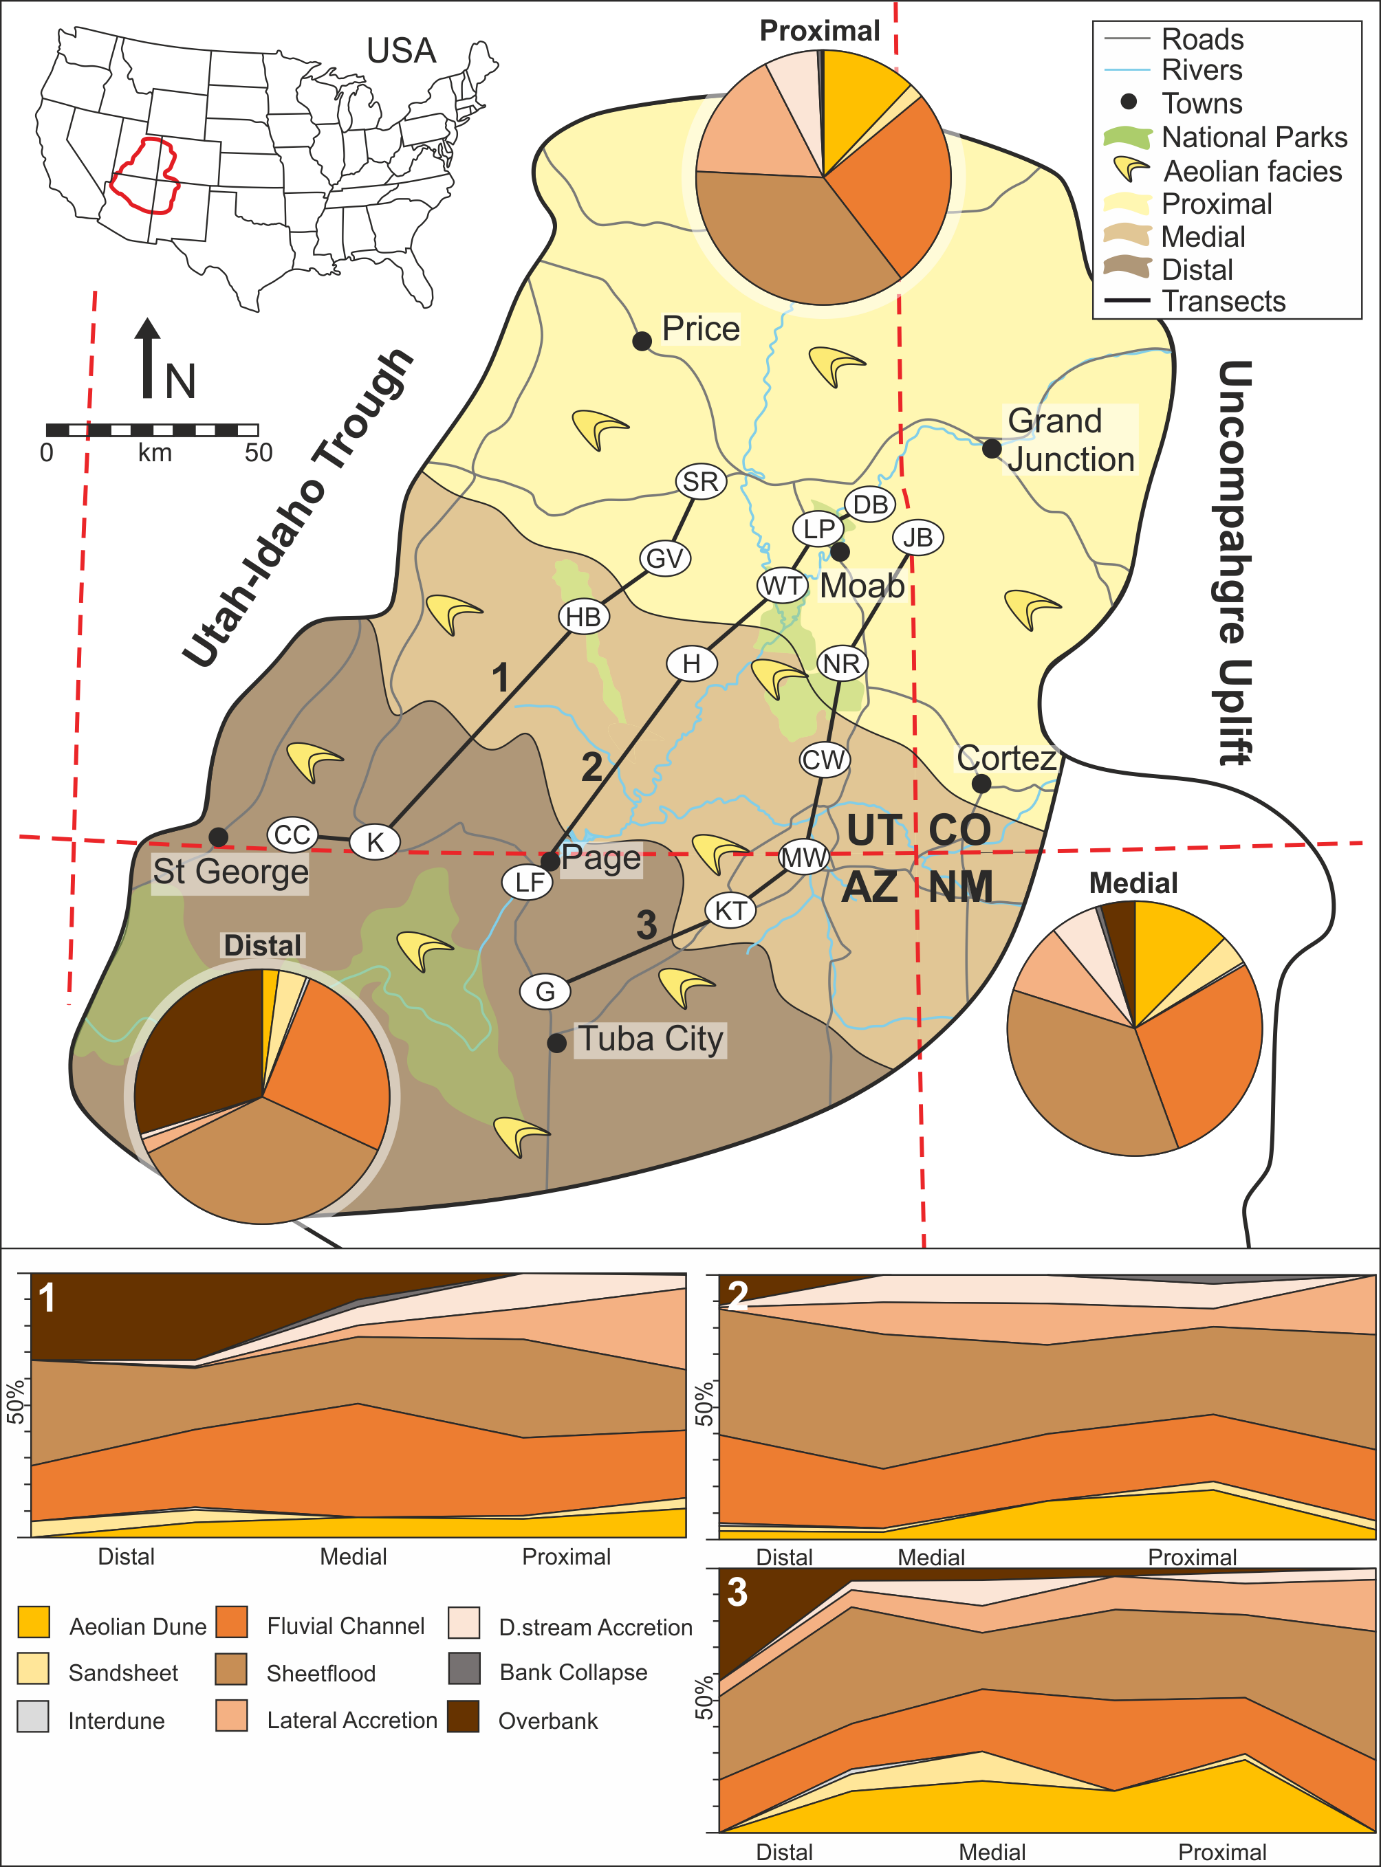 USA
Proximal
Roads
Rivers
Towns
National Parks
Aeolian facies
Proximal
Medial
Distal
Transects
N
0 km 50
Utah-Idaho Trough
Uncompahgre Uplift
Price
Grand
Junction
SR
DB
LP
JB
GV
WT
Moab
HB
H
NR
1
2
CW
Cortez
CC
K
UT CO
St George
Page
MW
LF
AZ NM
KT
Medial
3
Distal
G
Tuba City
1
50%
Distal Medial Proximal
2
50%
Distal Medial Proximal
3
50%
Distal Medial Proximal
Aeolian Dune
Fluvial Channel
D.stream Accretion
Sandsheet
Sheetflood
Bank Collapse
Interdune
Lateral Accretion
Overbank